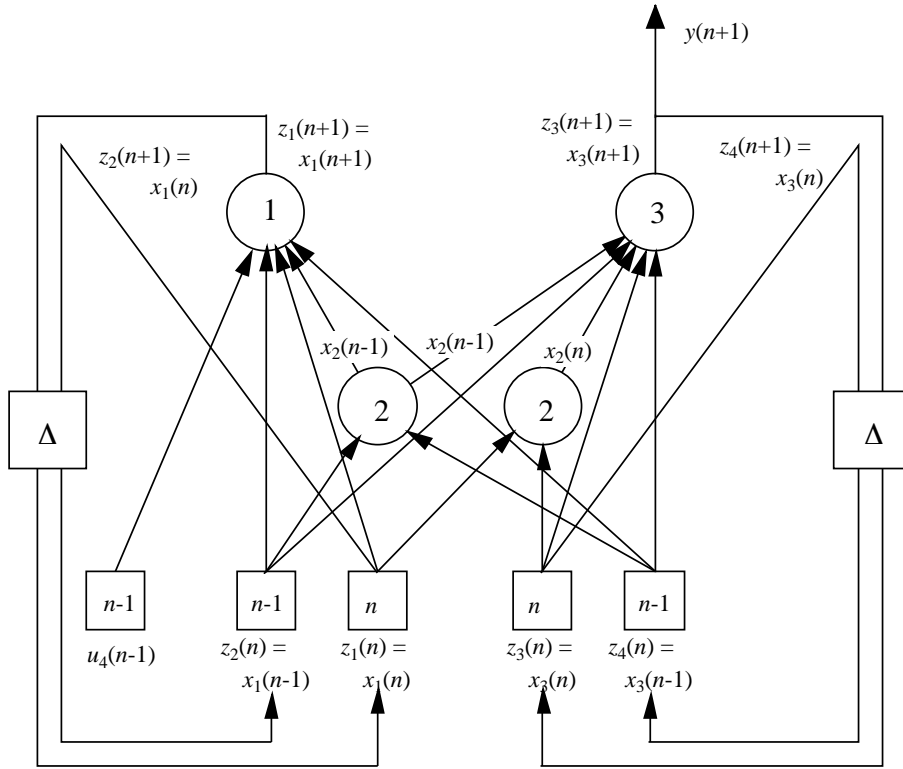 y(n+1)
z₁(n+1) =
x₁(n+1)
z₃(n+1) =
x₃(n+1)
z₂(n+1) =
x₁(n)
z₄(n+1) =
x₃(n)
1
3
x₂(n-1)
x₂(n-1)
x₂(n)
2
2
Δ
Δ
n-1
n-1
n
n
n-1
u₄(n-1)
z₂(n) =
x₁(n-1)
z₁(n) =
x₁(n)
z₃(n) =
x₃(n)
z₄(n) =
x₃(n-1)